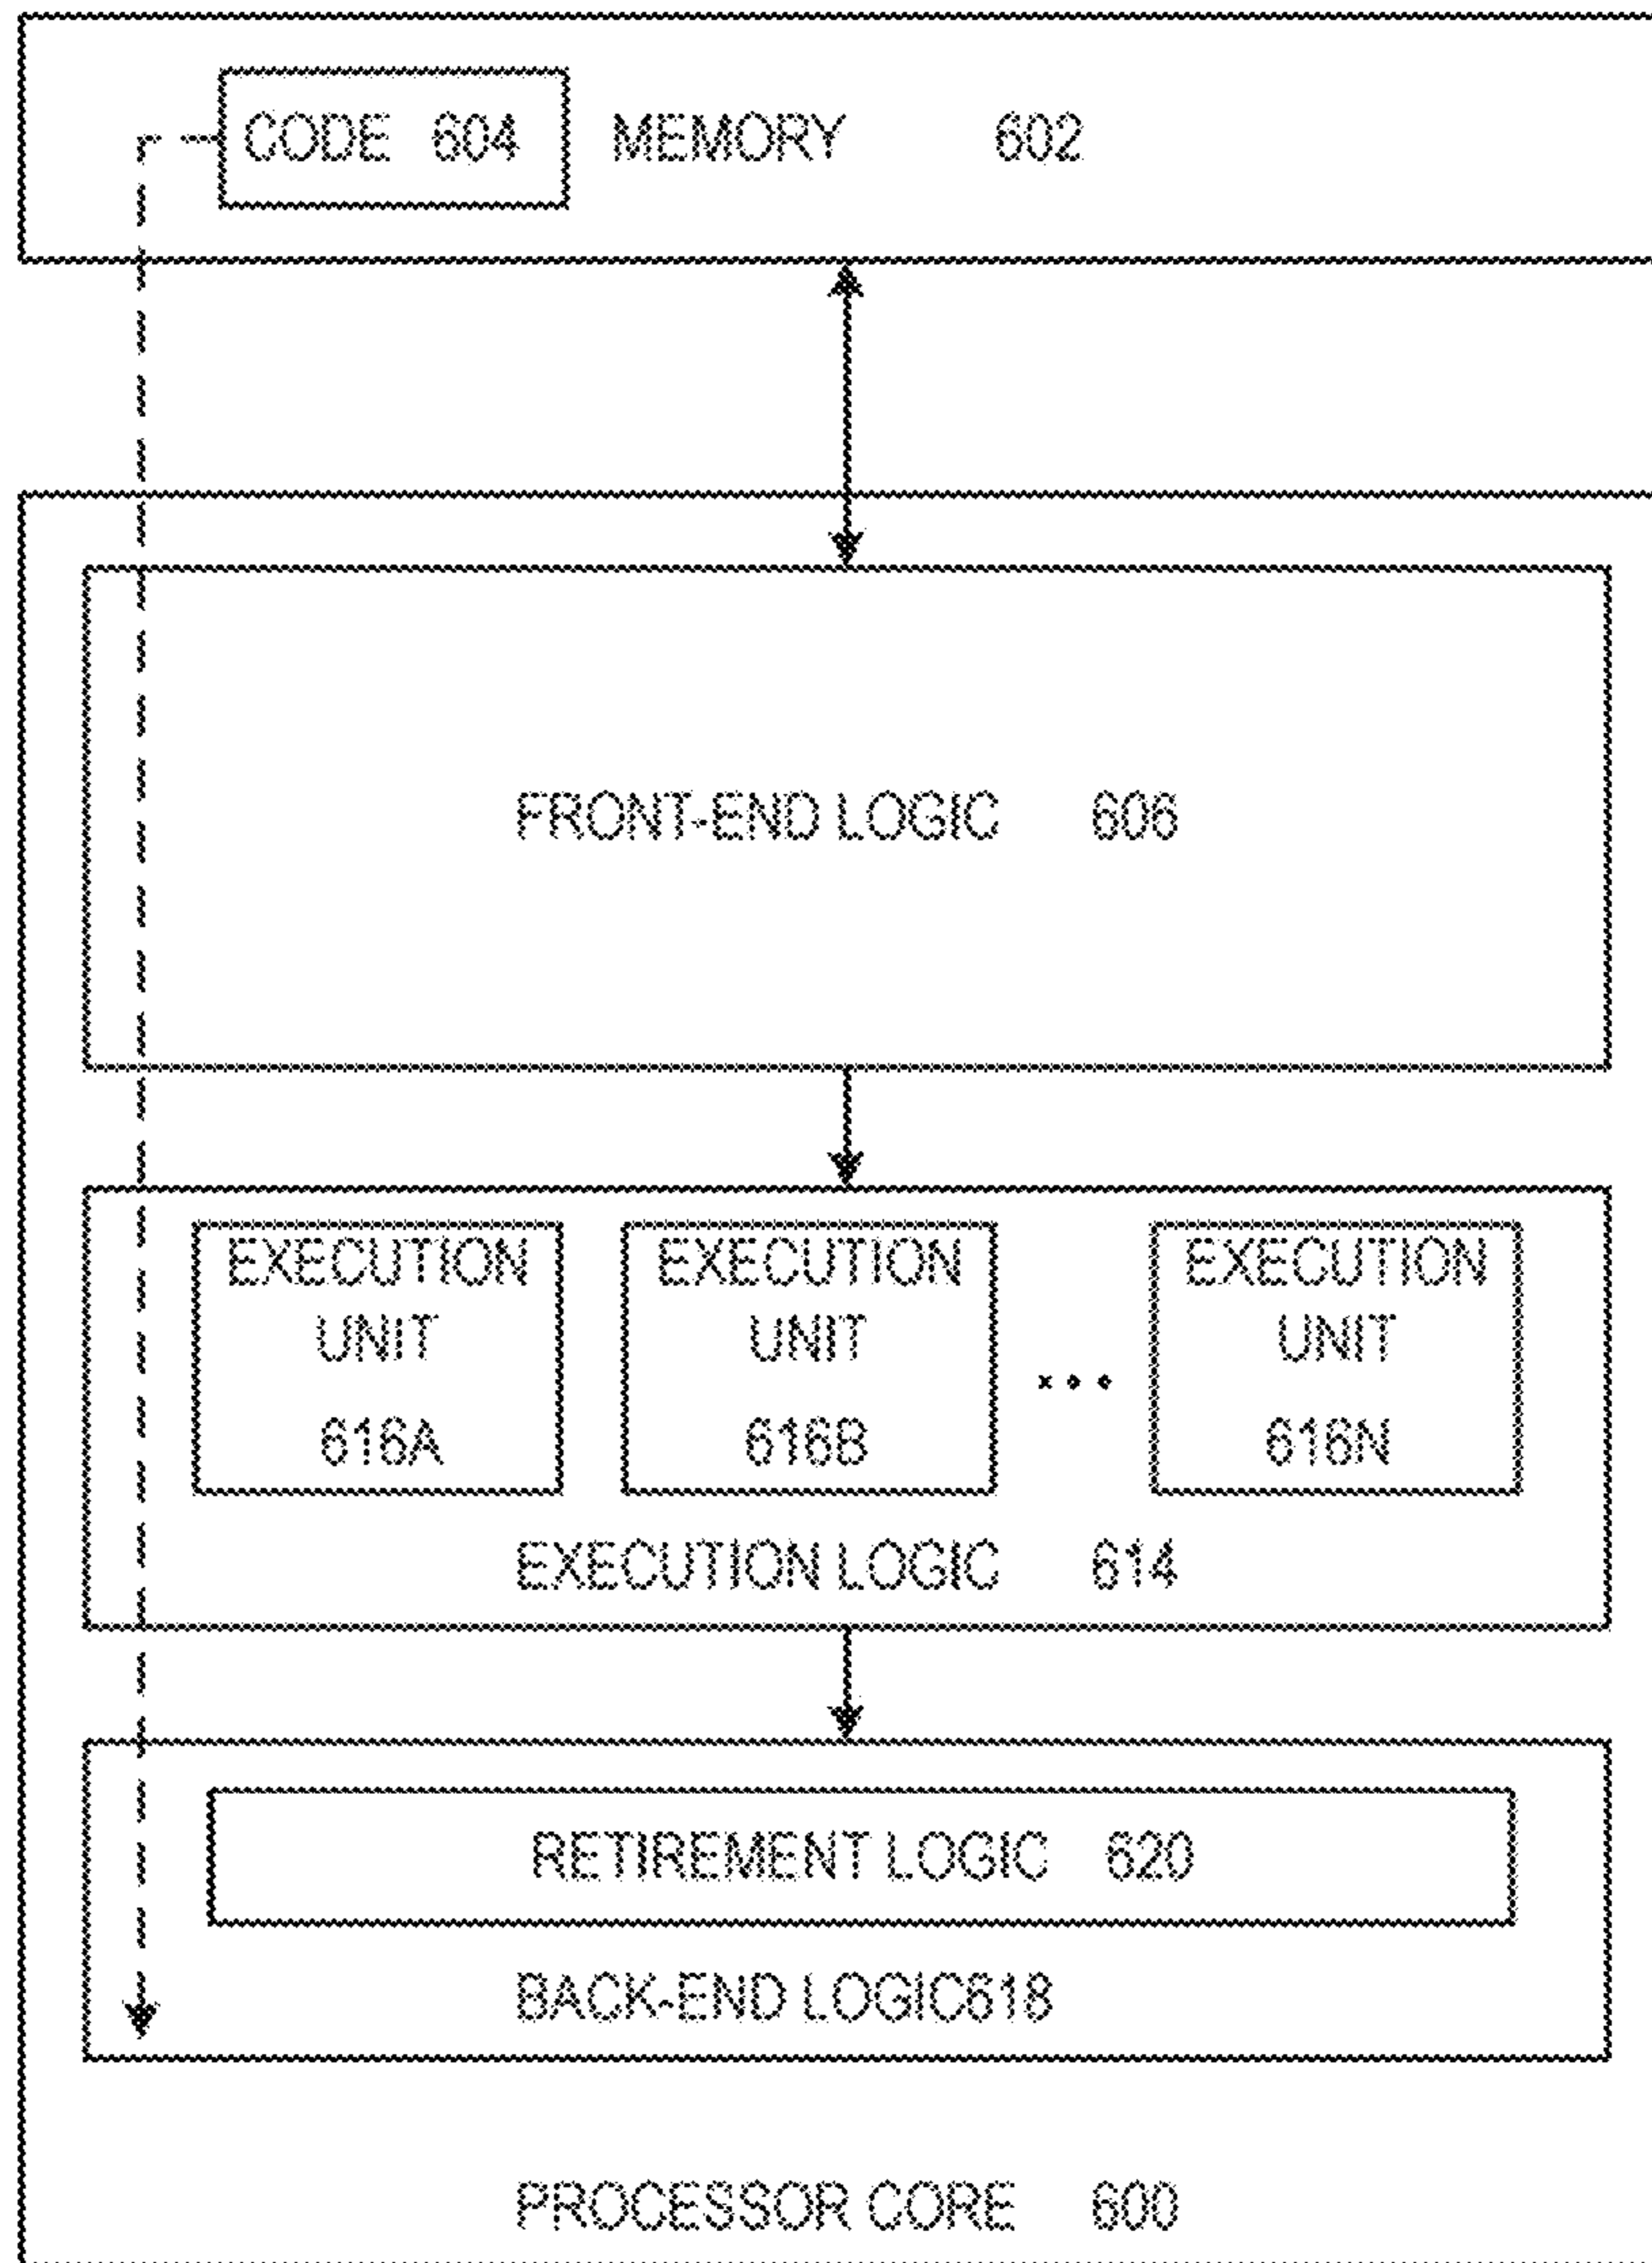 CODE 604 MEMORY 602
FRONT-END LOGIC 606
EXECUTION
UNIT
616A
EXECUTION
UNIT
616B
...
EXECUTION
UNIT
616N
EXECUTION LOGIC 614
RETIREMENT LOGIC 620
BACK-END LOGIC618
PROCESSOR CORE 600